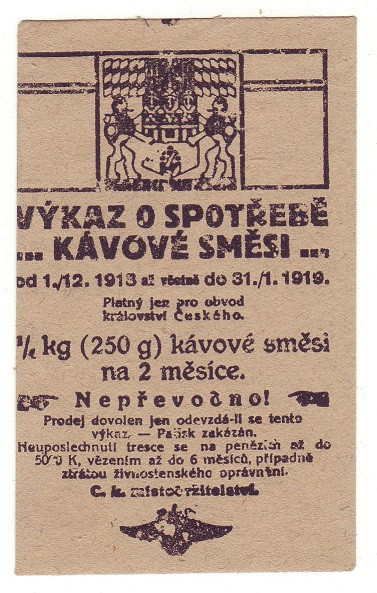 VÝKAZ O SPOTŘEBĚ
... KÁVOVÉ SMĚSI ...
od 1./12. 1918 až včetně do 31./1. 1919.
Platný jen pro obvod
království Českého.
¼ kg (250 g) kávové směsi
na 2 měsíce.
Nepřevodno!
Prodej dovolen jen odevzdá-li se tento
výkaz. — Patisk zakázán.
Neuposlechnutí tresce se na penězích až do
5000 K, vězením až do 6 měsíců, případně
ztrátou živnostenského oprávnění.
C. k. místodržitelství.